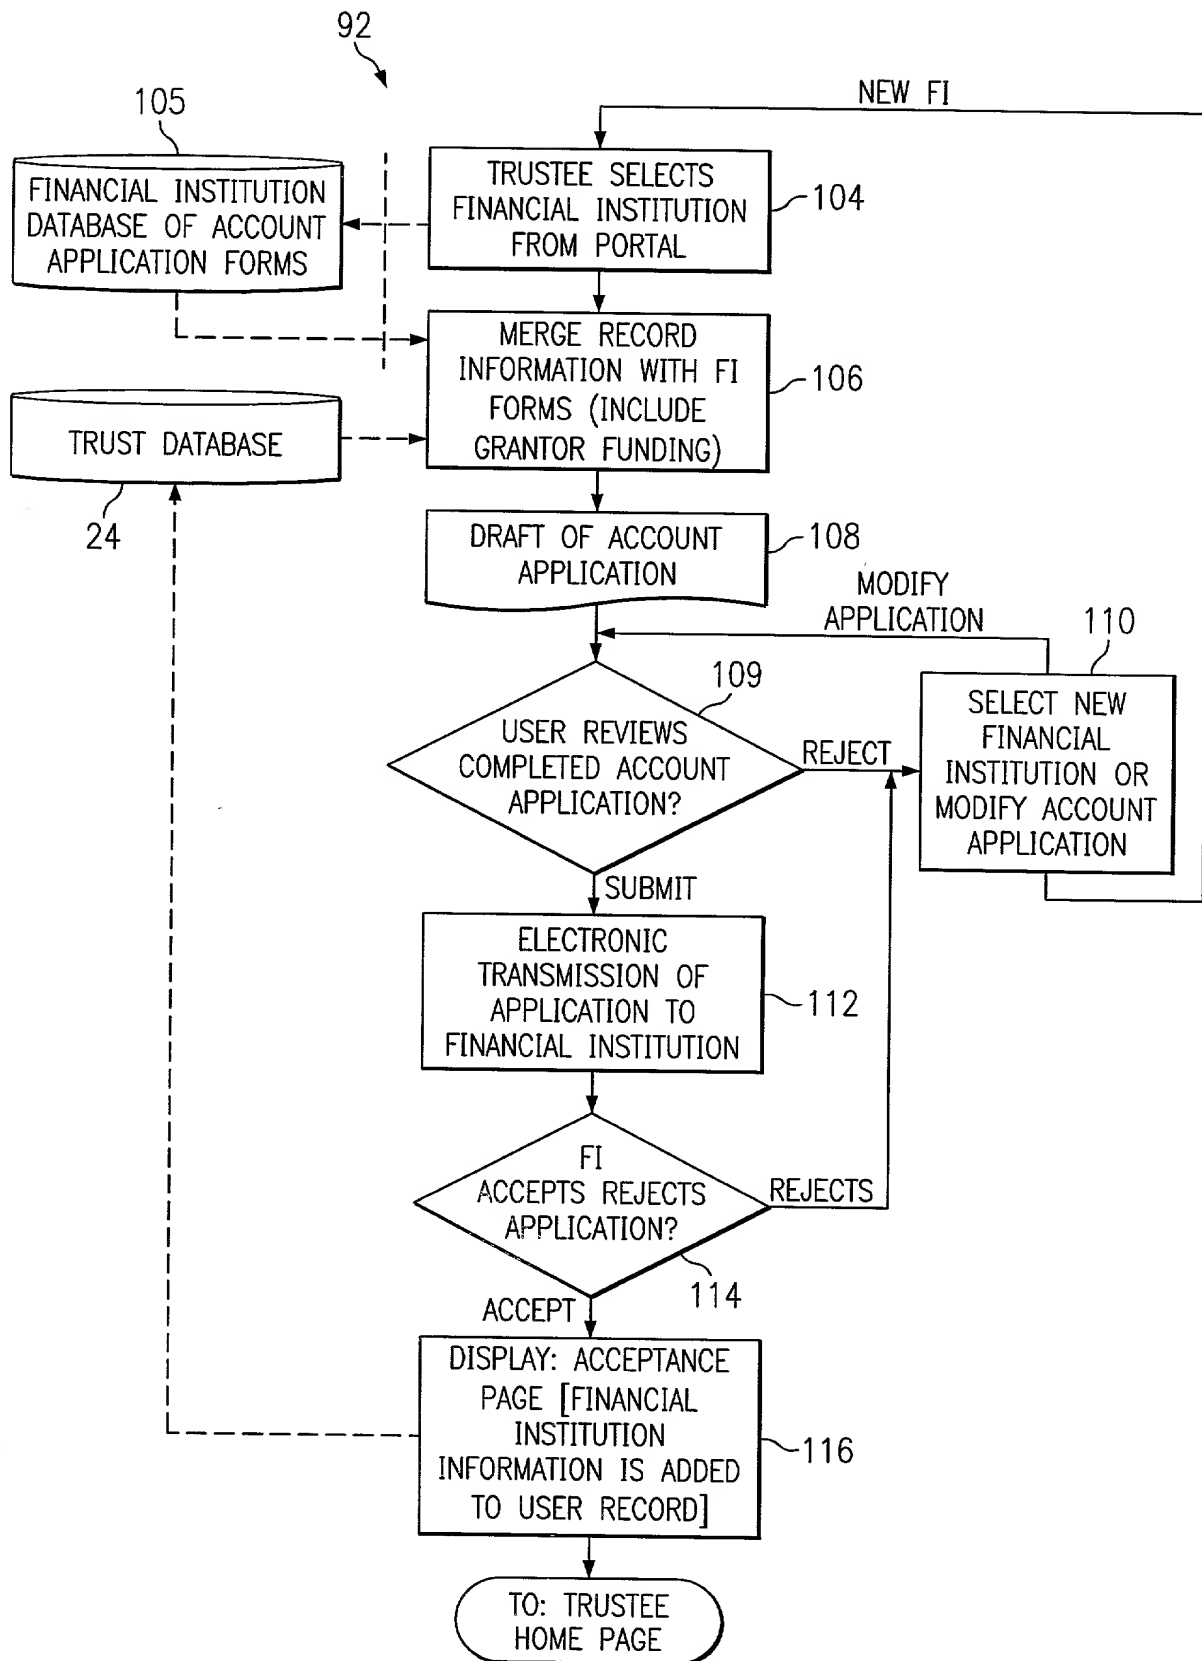 92
NEW FI
105
FINANCIAL INSTITUTION
DATABASE OF ACCOUNT
APPLICATION FORMS
TRUSTEE SELECTS
FINANCIAL INSTITUTION
FROM PORTAL
104
MERGE RECORD
INFORMATION WITH FI
FORMS (INCLUDE
GRANTOR FUNDING)
106
TRUST DATABASE
24
DRAFT OF ACCOUNT
APPLICATION
108
MODIFY
APPLICATION
110
109
USER REVIEWS
COMPLETED ACCOUNT
APPLICATION?
REJECT
SELECT NEW
FINANCIAL
INSTITUTION OR
MODIFY ACCOUNT
APPLICATION
SUBMIT
ELECTRONIC
TRANSMISSION OF
APPLICATION TO
FINANCIAL INSTITUTION
112
FI
ACCEPTS REJECTS
APPLICATION?
REJECTS
114
ACCEPT
DISPLAY: ACCEPTANCE
PAGE [FINANCIAL
INSTITUTION
INFORMATION IS ADDED
TO USER RECORD]
116
TO: TRUSTEE
HOME PAGE